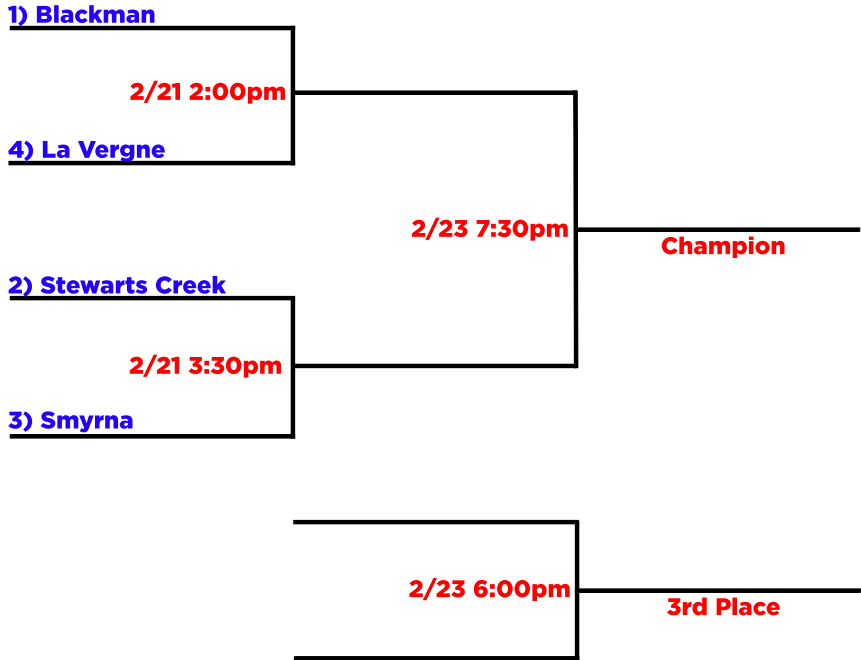 1) Blackman
2/21 2:00pm
4) La Vergne
2/23 7:30pm
Champion
2) Stewarts Creek
2/21 3:30pm
3) Smyrna
2/23 6:00pm
3rd Place